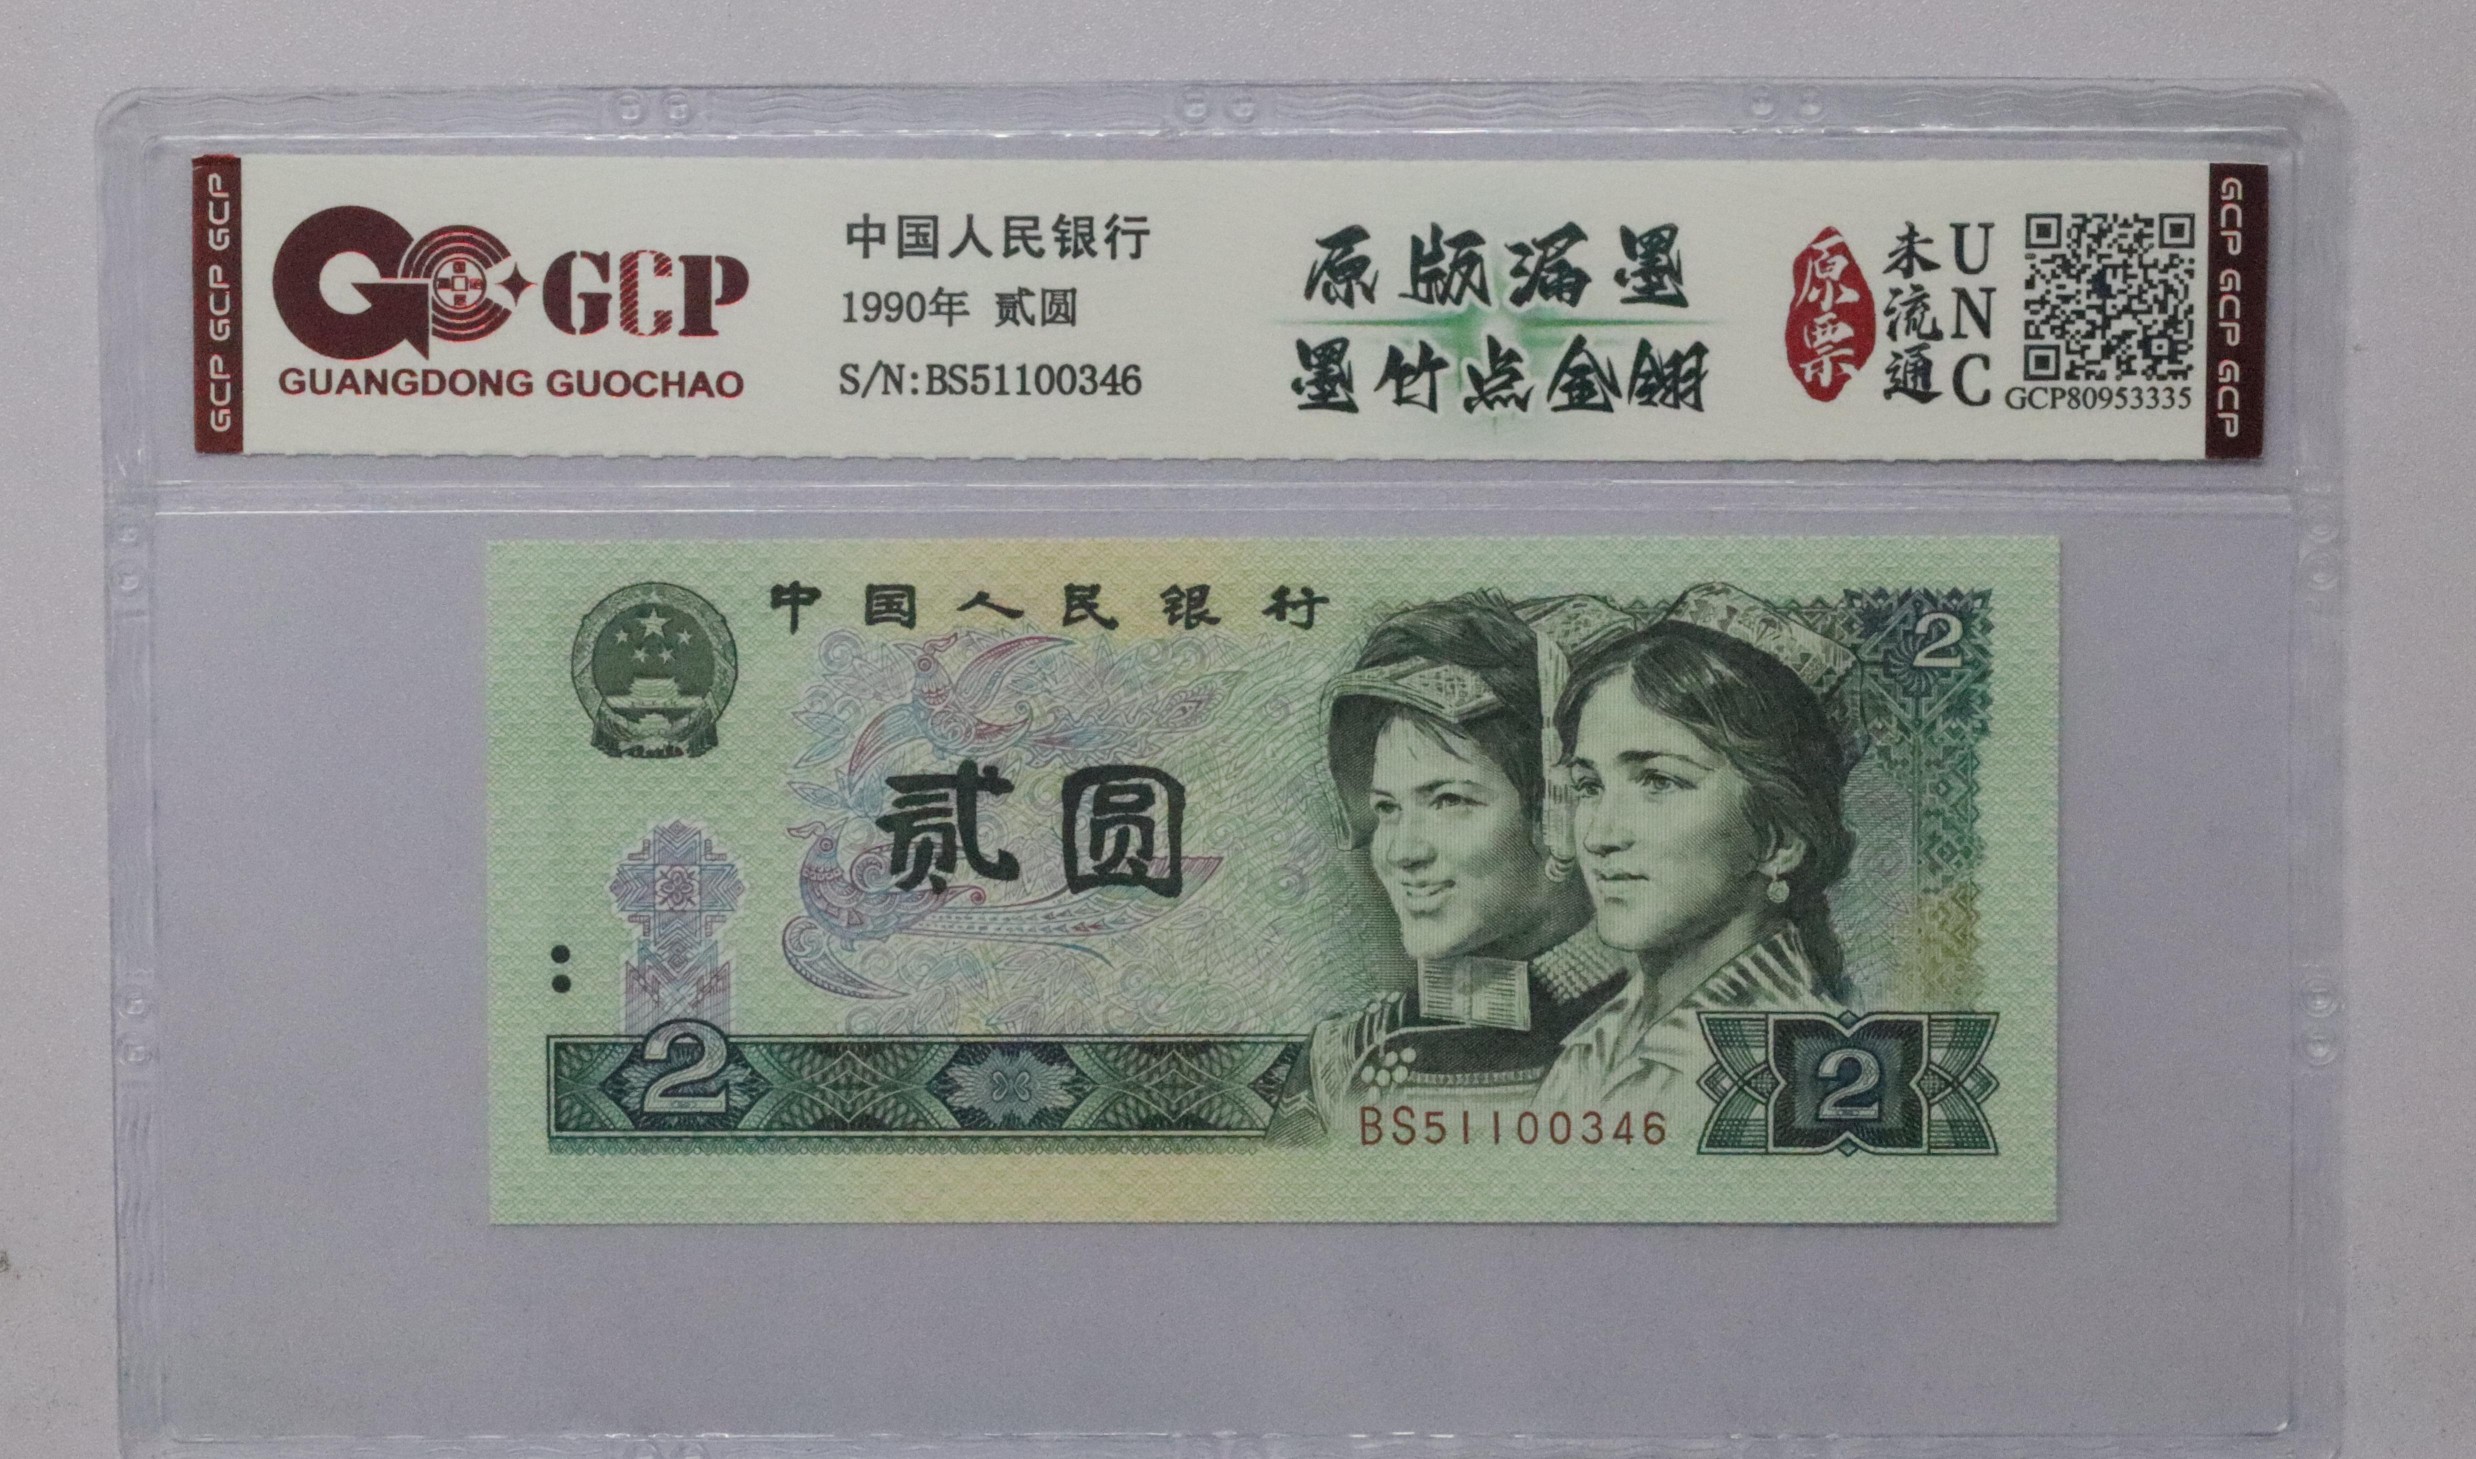 GCP GCP GCP
GCP
GUANGDONG GUOCHAO
中国人民银行
1990年 贰圆
S/N:BS51100346
原版漏墨
墨竹点金翎
原票
未流通
UNC
GCP80953335
GCP GCP GCP
中国人民银行
2
贰圆
2
BS51100346
2